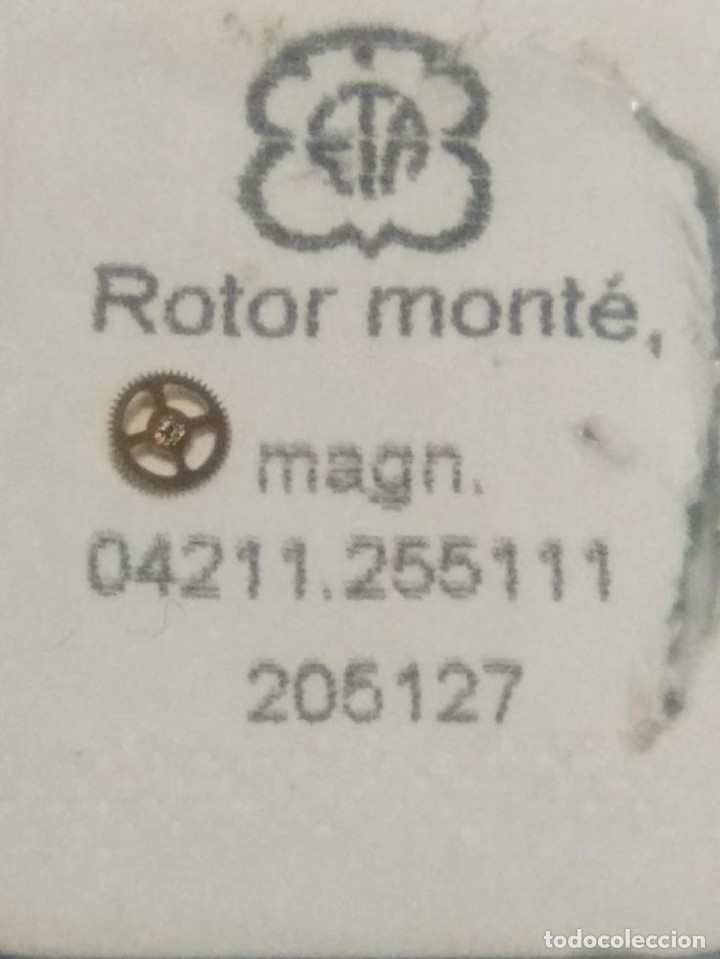 ETA
Rotor monté,
magn.
04211.255111
205127
todocoleccion